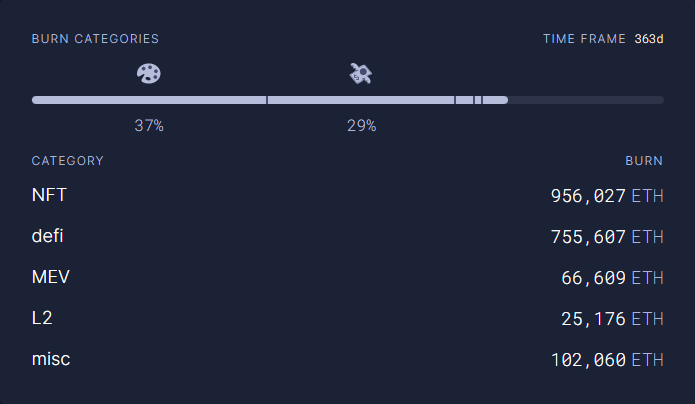 BURN CATEGORIES TIME FRAME 363d
37% 29%
CATEGORY BURN
NFT 956,027 ETH
defi 755,607 ETH
MEV 66,609 ETH
L2 25,176 ETH
misc 102,060 ETH